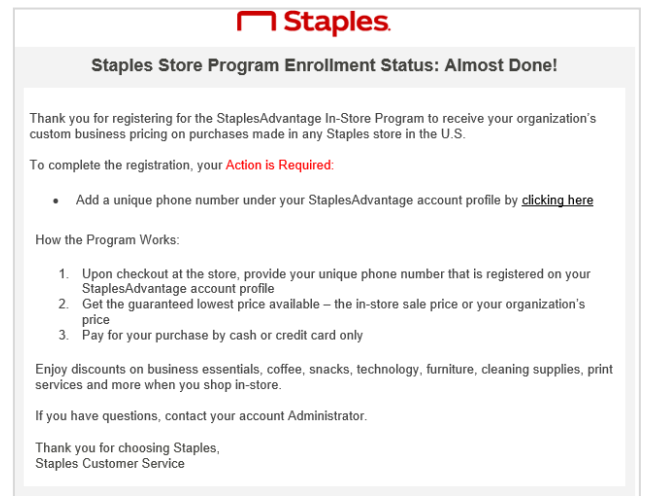 Staples.
Staples Store Program Enrollment Status: Almost Done!
Thank you for registering for the StaplesAdvantage In-Store Program to receive your organization's
custom business pricing on purchases made in any Staples store in the U.S.
To complete the registration, your Action is Required:
• Add a unique phone number under your StaplesAdvantage account profile by clicking here
How the Program Works:
1. Upon checkout at the store, provide your unique phone number that is registered on your
StaplesAdvantage account profile
2. Get the guaranteed lowest price available – the in-store sale price or your organization's
price
3. Pay for your purchase by cash or credit card only
Enjoy discounts on business essentials, coffee, snacks, technology, furniture, cleaning supplies, print
services and more when you shop in-store.
If you have questions, contact your account Administrator.
Thank you for choosing Staples,
Staples Customer Service